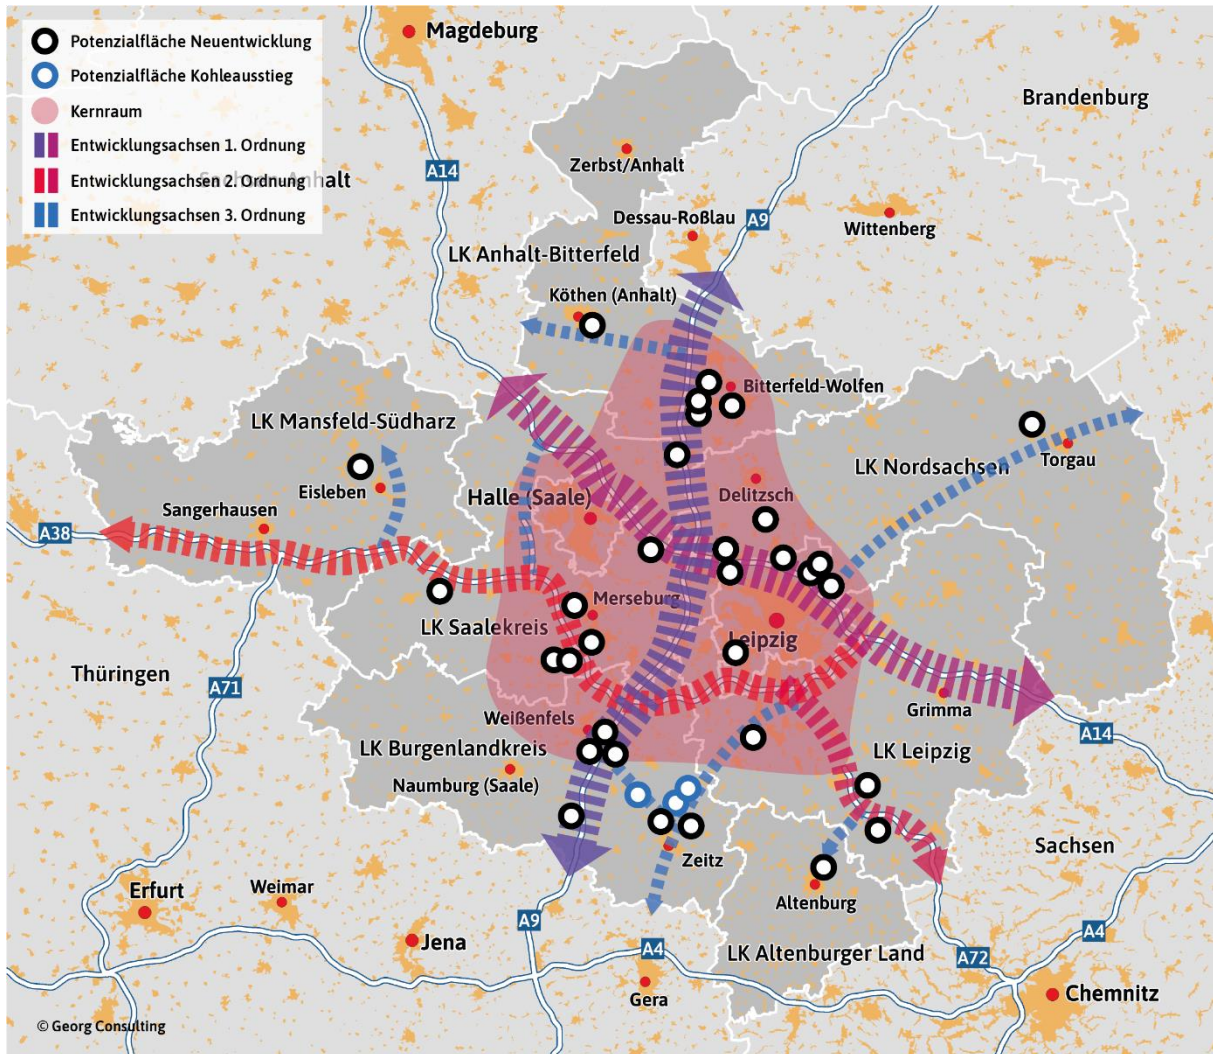 Potenzialfläche Neuentwicklung
Potenzialfläche Kohleausstieg
Kernraum
Entwicklungsachsen 1. Ordnung
Entwicklungsachsen 2. Ordnung
Entwicklungsachsen 3. Ordnung
Sachsen-Anhalt
Magdeburg
Brandenburg
A14
Zerbst/Anhalt
Dessau-Roßlau
A9
Wittenberg
LK Anhalt-Bitterfeld
Köthen (Anhalt)
Bitterfeld-Wolfen
LK Mansfeld-Südharz
LK Nordsachsen
Torgau
Eisleben
Halle (Saale)
Delitzsch
Sangerhausen
A38
Merseburg
LK Saalekreis
Leipzig
Thüringen
A71
Grimma
Weißenfels
LK Burgenlandkreis
LK Leipzig
A14
Naumburg (Saale)
Sachsen
Zeitz
Erfurt
Weimar
Altenburg
A9
Jena
A4
LK Altenburger Land
A72
A4
Gera
Chemnitz
© Georg Consulting